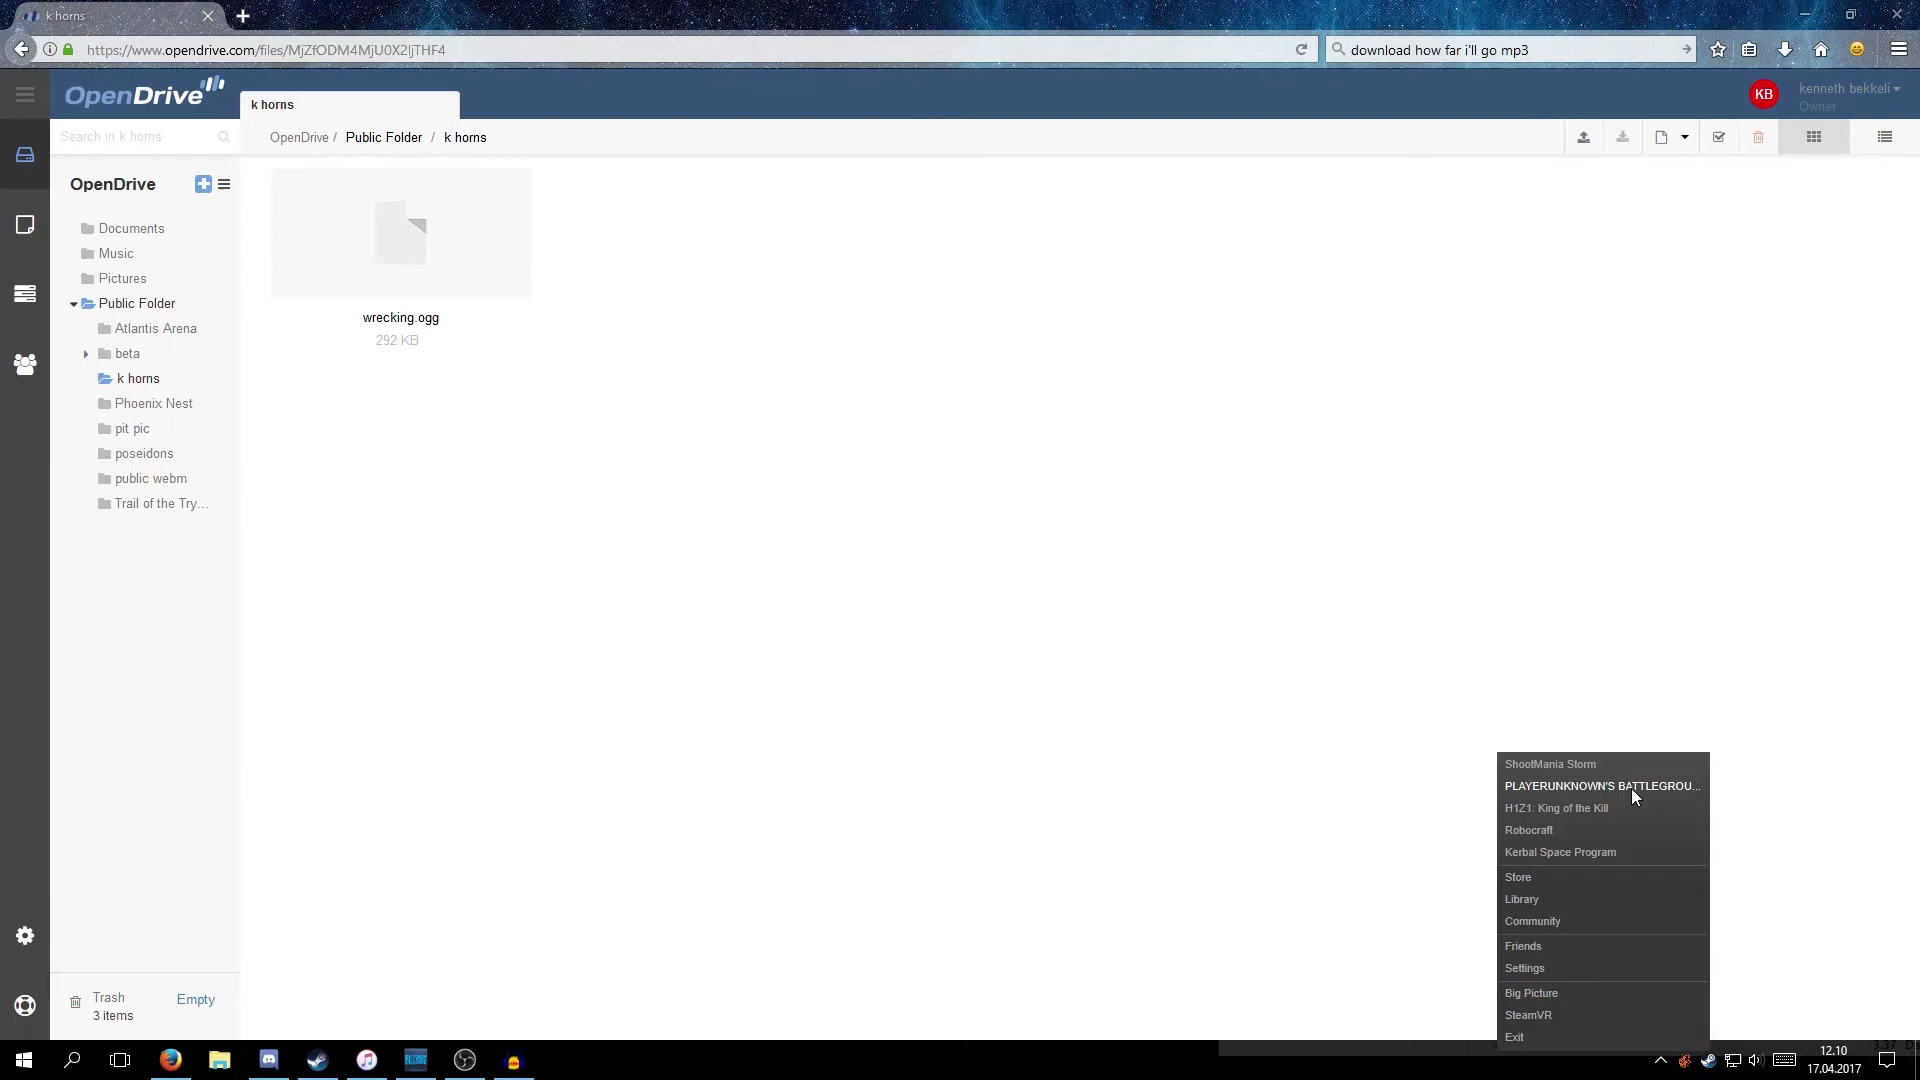 k horns
https://www.opendrive.com/files/MjZfODM4MjU0X2ljTHF4
download how far i'll go mp3
OpenDrive
k horns
KB
kenneth bekkeli
Owner
Search in k horns
OpenDrive / Public Folder / k horns
OpenDrive
Documents
Music
Pictures
Public Folder
Atlantis Arena
beta
k horns
Phoenix Nest
pit pic
poseidons
public webm
Trail of the Try...
wrecking.ogg
292 KB
ShootMania Storm
PLAYERUNKNOWN'S BATTLEGROU...
H1Z1: King of the Kill
Robocraft
Kerbal Space Program
Store
Library
Community
Friends
Settings
Big Picture
SteamVR
Exit
Trash
Empty
3 items
12.10
17.04.2017